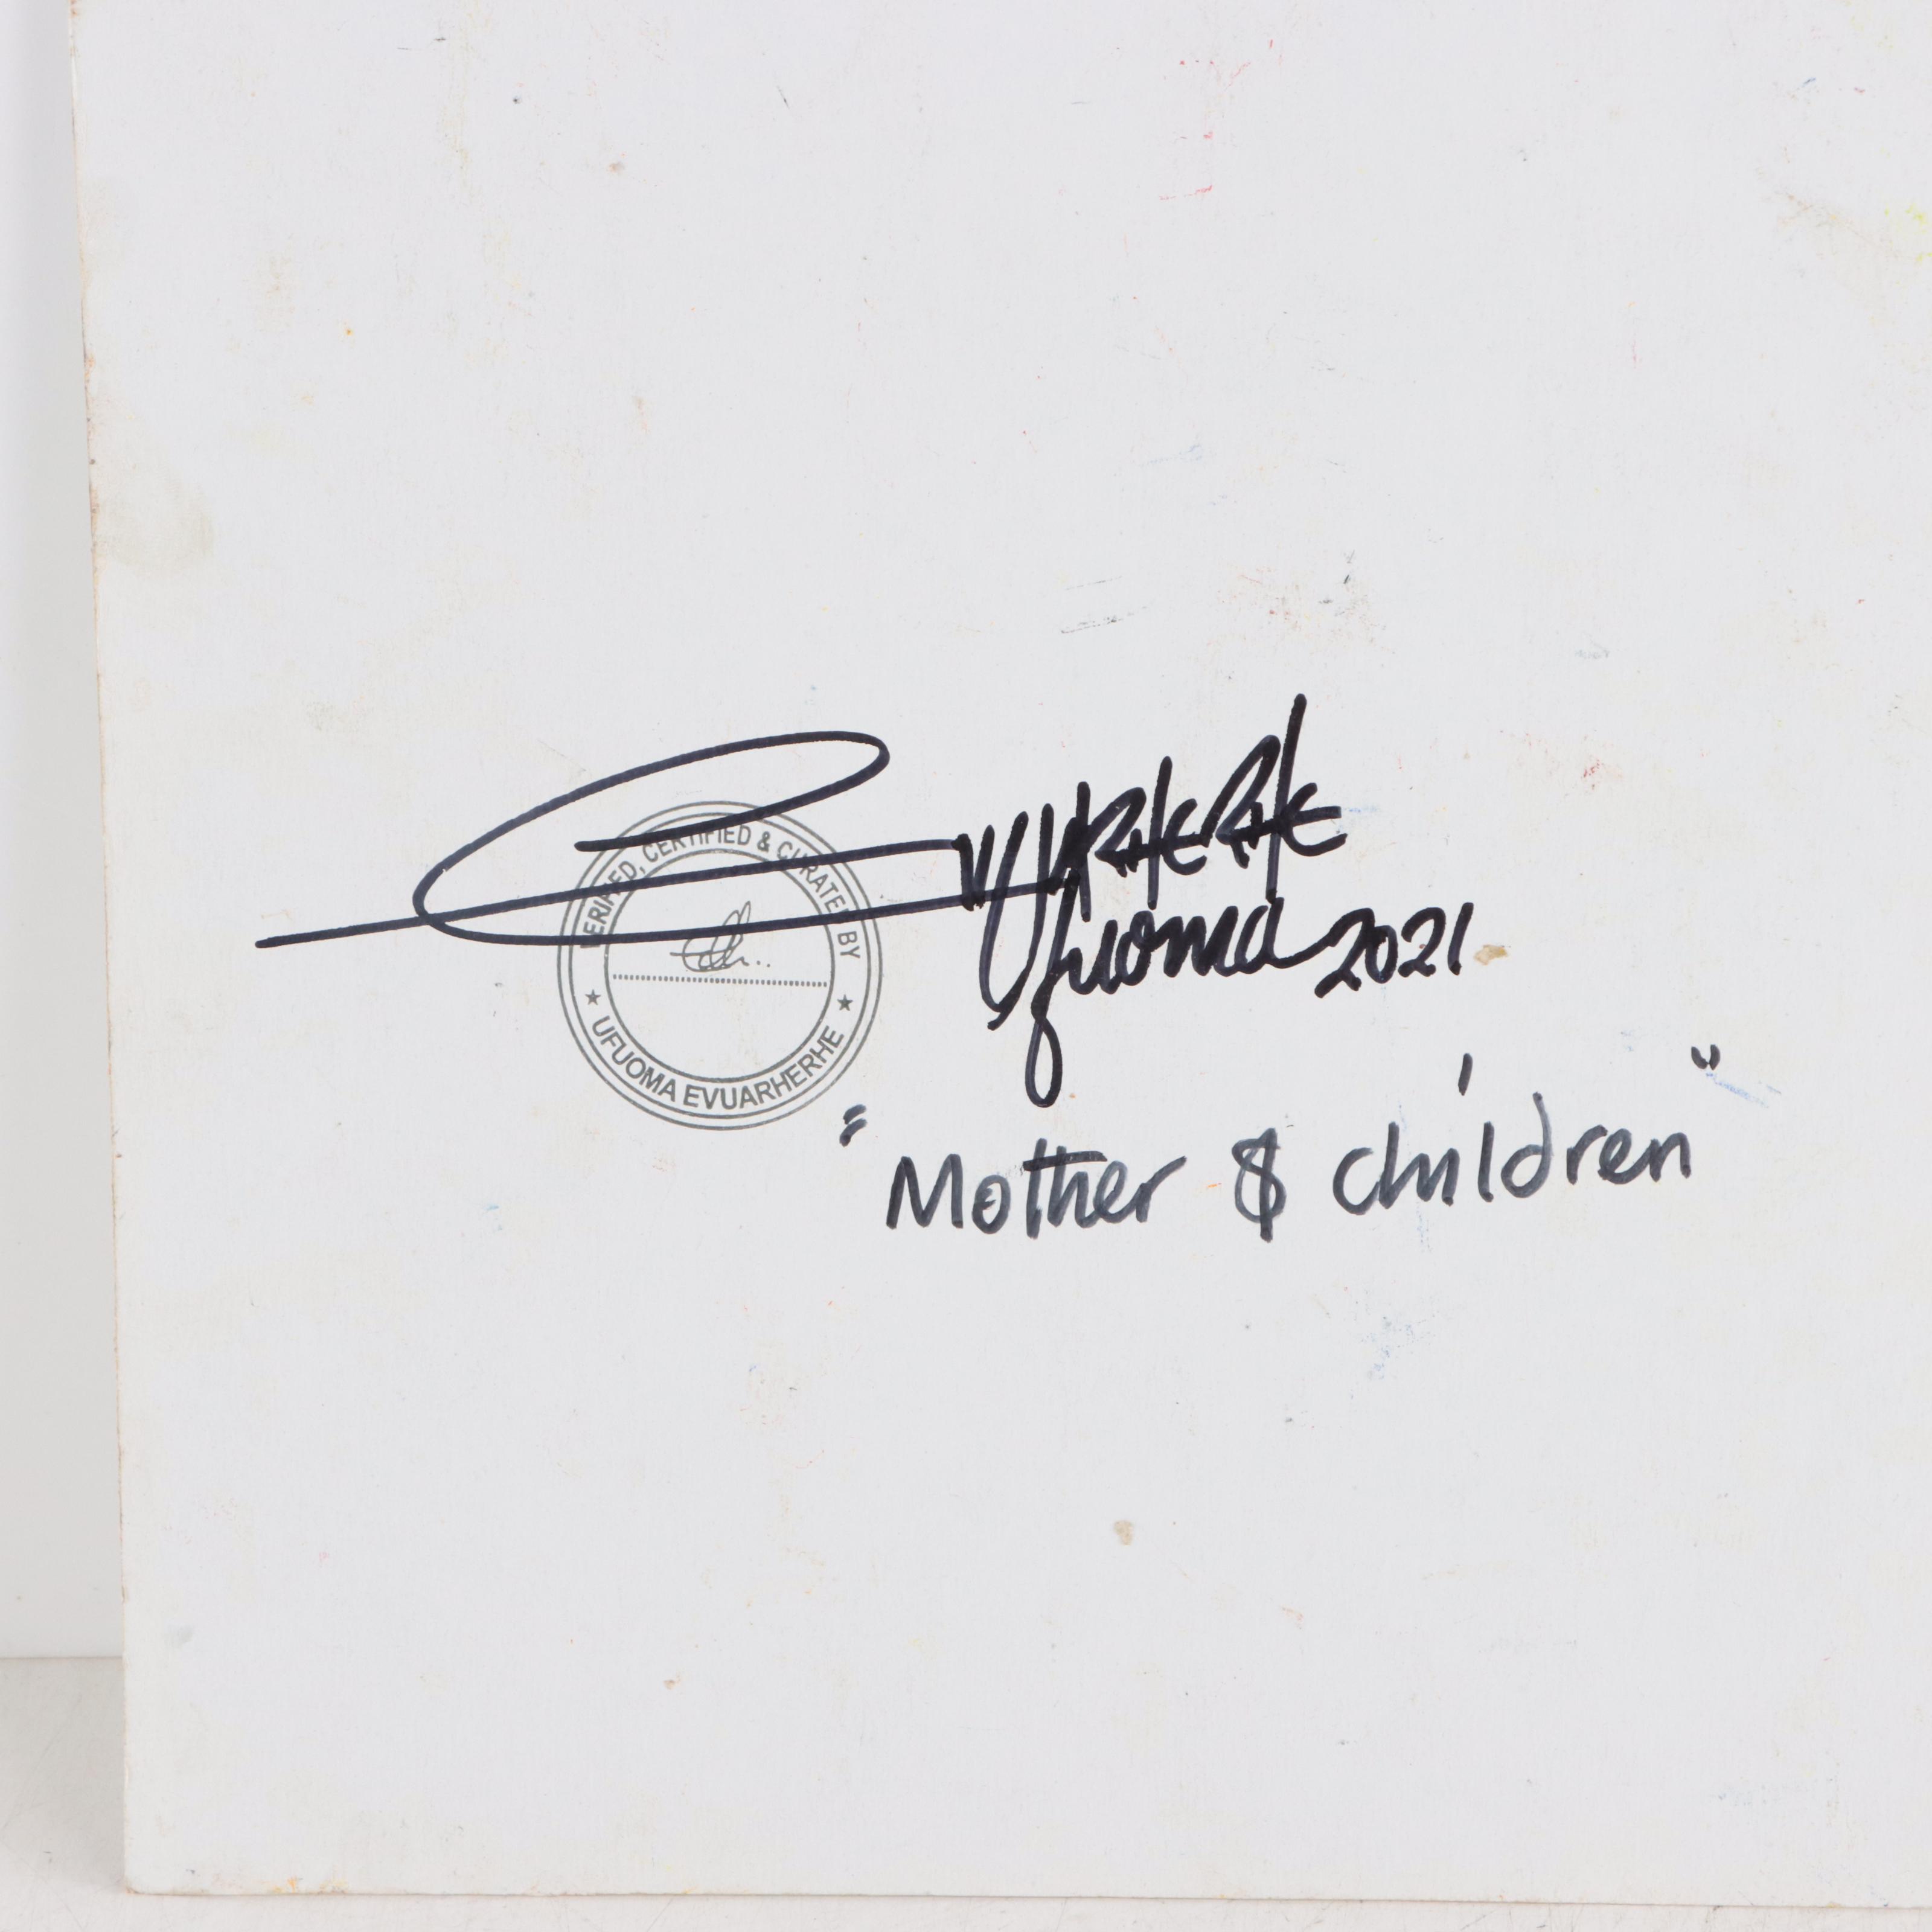 VERIFIED, CERTIFIED & CURATED BY
UFUOMA EVUARHERHE
Ufuoma 2021
"Mother & children"